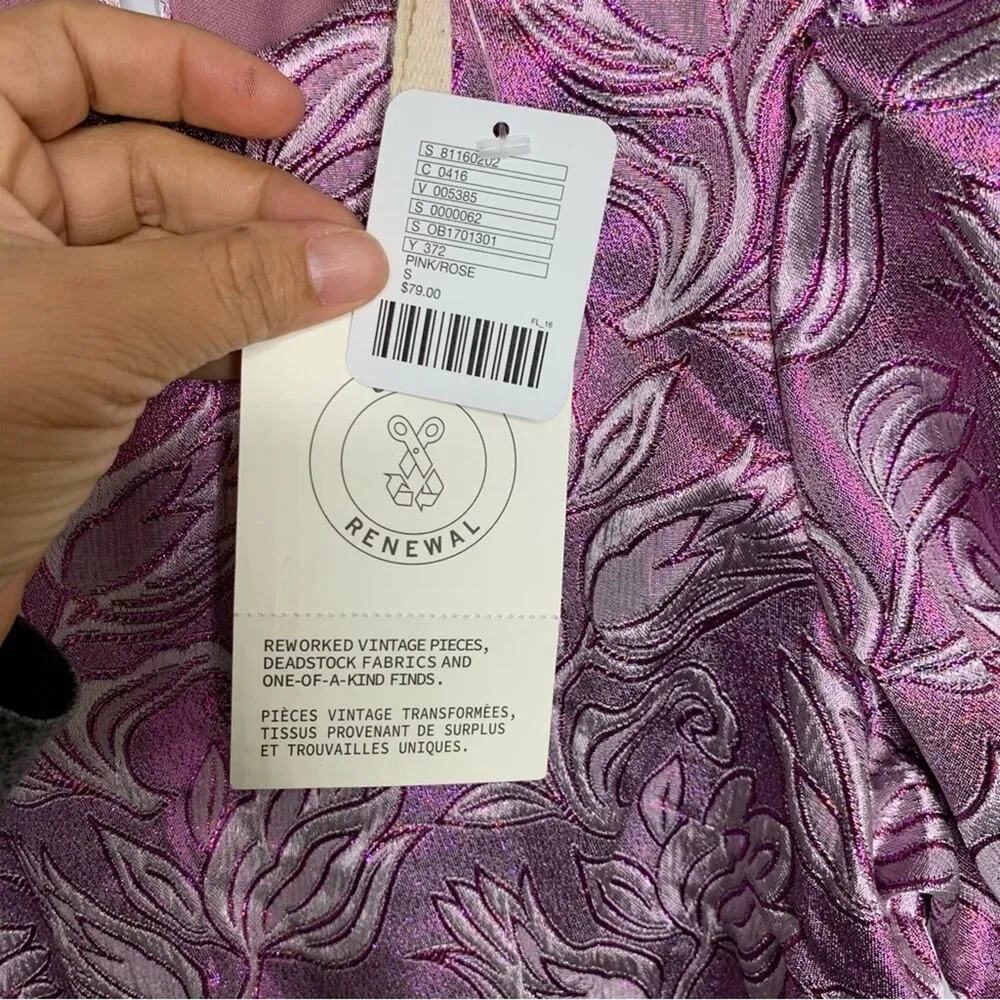 S 81160202
C 0416
V 005385
S 0000062
S OB1701301
Y 372
PINK/ROSE
S
$79.00
FL_16
RENEWAL
REWORKED VINTAGE PIECES,
DEADSTOCK FABRICS AND
ONE-OF-A-KIND FINDS.
PIÈCES VINTAGE TRANSFORMÉES,
TISSUS PROVENANT DE SURPLUS
ET TROUVAILLES UNIQUES.